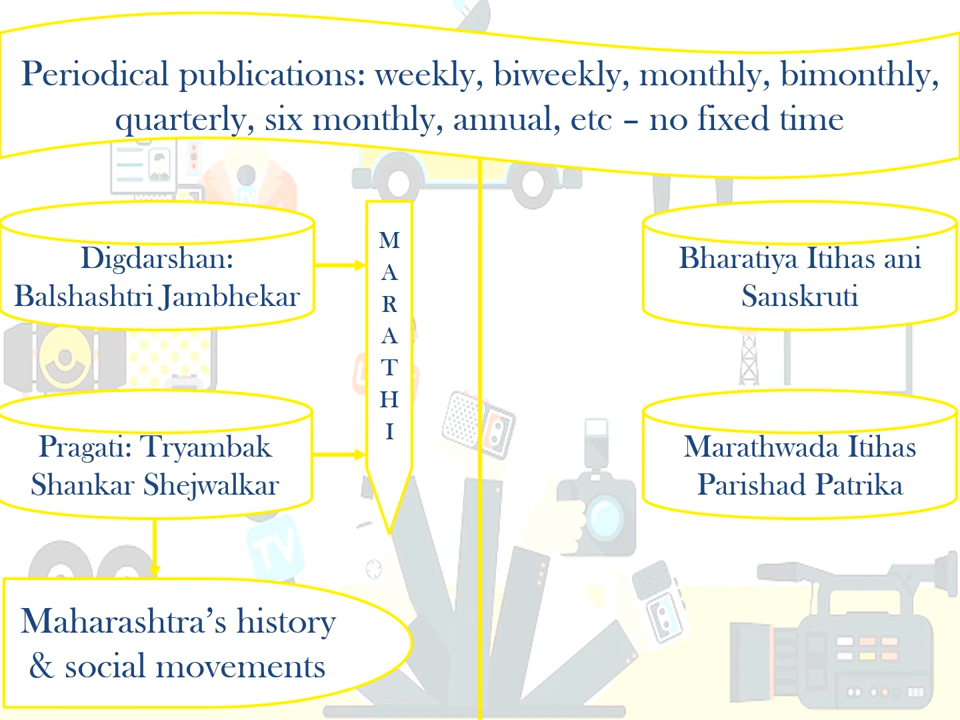 Periodical publications: weekly, biweekly, monthly, bimonthly,
quarterly, six monthly, annual, etc – no fixed time
Digdarshan:
Balshashtri Jambhekar
M
A
R
A
T
H
I
Bharatiya Itihas ani
Sanskruti
Pragati: Tryambak
Shankar Shejwalkar
Marathwada Itihas
Parishad Patrika
TV
Maharashtra’s history
& social movements